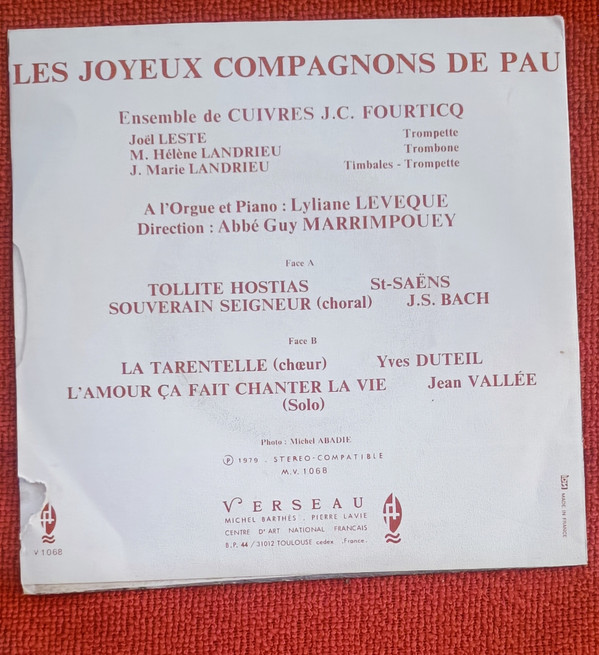 LES JOYEUX COMPAGNONS DE PAU
Ensemble de CUIVRES J.C. FOURTICQ
Joël LESTE Trompette
M. Hélène LANDRIEU Trombone
J. Marie LANDRIEU Timbales - Trompette
A l'Orgue et Piano : Lyliane LEVEQUE
Direction : Abbé Guy MARRIMPOUEY
Face A
TOLLITE HOSTIAS St-SAËNS
SOUVERAIN SEIGNEUR (choral) J.S. BACH
Face B
LA TARENTELLE (chœur) Yves DUTEIL
L'AMOUR ÇA FAIT CHANTER LA VIE Jean VALLÉE
(Solo)
Photo : Michel ABADIE
℗ 1979 . STEREO-COMPATIBLE
M.V. 1068
VERSEAU
MICHEL BARTHÈS . PIERRE LAVIE
CENTRE D'ART NATIONAL FRANÇAIS
B.P. 44 / 31012 TOULOUSE cedex (France)
V 1068
MADE IN FRANCE